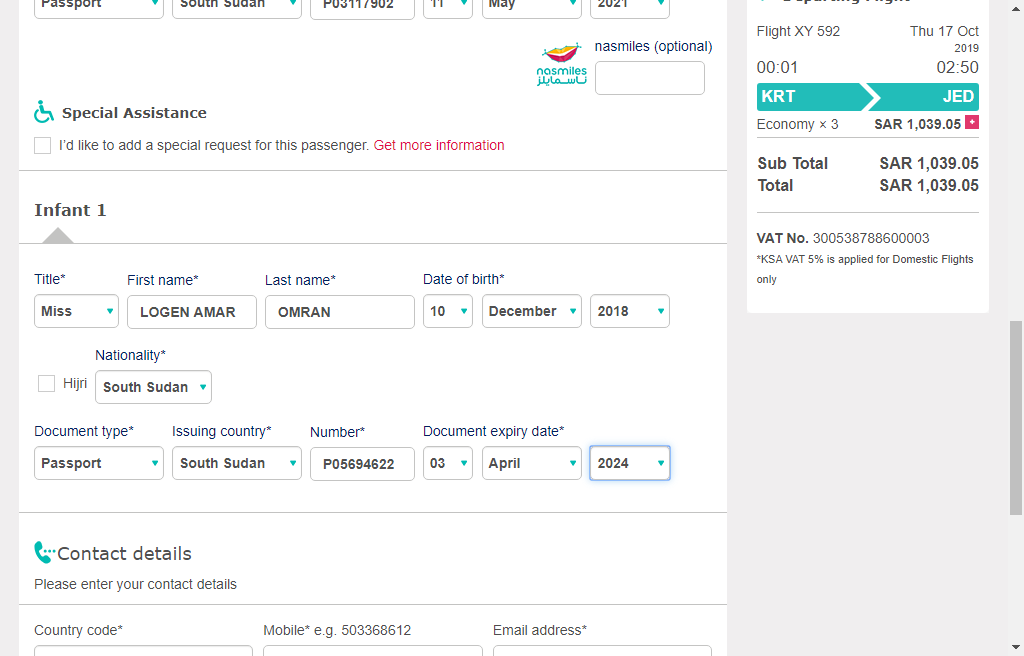 Passport South Sudan P03117902 11 May 2021
nasmiles (optional)
nasmiles
ناسمايلز
Special Assistance
I'd like to add a special request for this passenger. Get more information
Infant 1
Title* First name* Last name* Date of birth*
Miss LOGEN AMAR OMRAN 10 December 2018
Nationality*
Hijri South Sudan
Document type* Issuing country* Number* Document expiry date*
Passport South Sudan P05694622 03 April 2024
Contact details
Please enter your contact details
Country code* Mobile* e.g. 503368612 Email address*
Departing Flight
Flight XY 592 Thu 17 Oct
2019
00:01 02:50
KRT JED
Economy × 3 SAR 1,039.05 +
Sub Total SAR 1,039.05
Total SAR 1,039.05
VAT No. 300538788600003
*KSA VAT 5% is applied for Domestic Flights
only